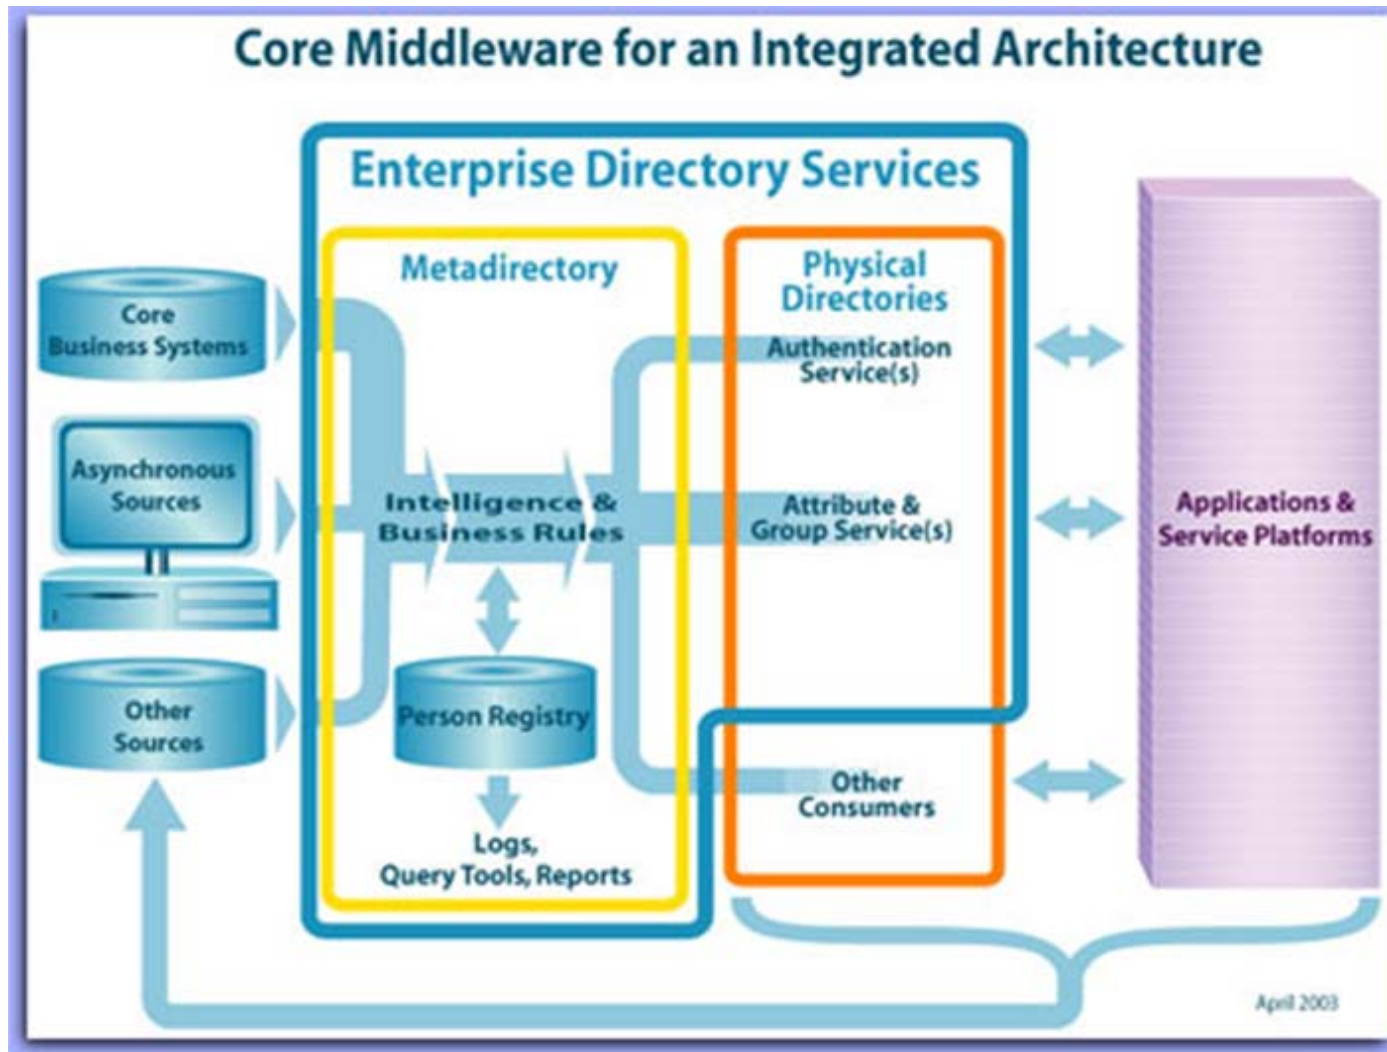 Core Middleware for an Integrated Architecture
Enterprise Directory Services
Metadirectory
Physical
Directories
Core
Business Systems
Authentication
Service(s)
Asynchronous
Sources
Intelligence &
Business Rules
Attribute &
Group Service(s)
Applications &
Service Platforms
Other
Sources
Person Registry
Other
Consumers
Logs,
Query Tools, Reports
April 2003